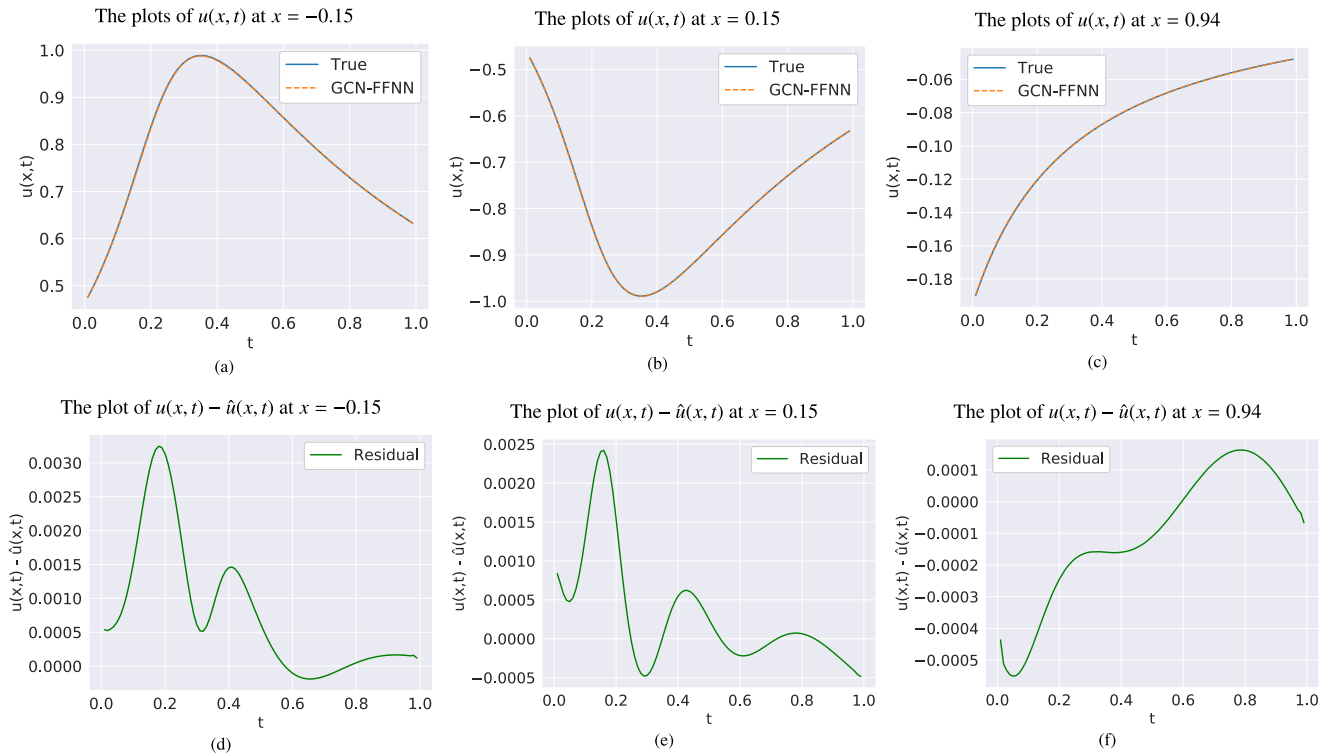 The plots of u(x, t) at x = −0.15
1.0
0.9
0.8
0.7
0.6
0.5
u(x,t)
True
GCN-FFNN
0.0 0.2 0.4 0.6 0.8 1.0
t
(a)
The plots of u(x, t) at x = 0.15
−0.5
−0.6
−0.7
−0.8
−0.9
−1.0
u(x,t)
True
GCN-FFNN
0.0 0.2 0.4 0.6 0.8 1.0
t
(b)
The plots of u(x, t) at x = 0.94
−0.06
−0.08
−0.10
−0.12
−0.14
−0.16
−0.18
u(x,t)
True
GCN-FFNN
0.0 0.2 0.4 0.6 0.8 1.0
t
(c)
The plot of u(x, t) − û(x, t) at x = −0.15
0.0030
0.0025
0.0020
0.0015
0.0010
0.0005
0.0000
u(x,t) - û(x,t)
Residual
0.0 0.2 0.4 0.6 0.8 1.0
t
(d)
The plot of u(x, t) − û(x, t) at x = 0.15
0.0025
0.0020
0.0015
0.0010
0.0005
0.0000
−0.0005
u(x,t) - û(x,t)
Residual
0.0 0.2 0.4 0.6 0.8 1.0
t
(e)
The plot of u(x, t) − û(x, t) at x = 0.94
0.0001
0.0000
−0.0001
−0.0001
−0.0002
−0.0003
−0.0004
−0.0005
u(x,t) - û(x,t)
Residual
0.0 0.2 0.4 0.6 0.8 1.0
t
(f)